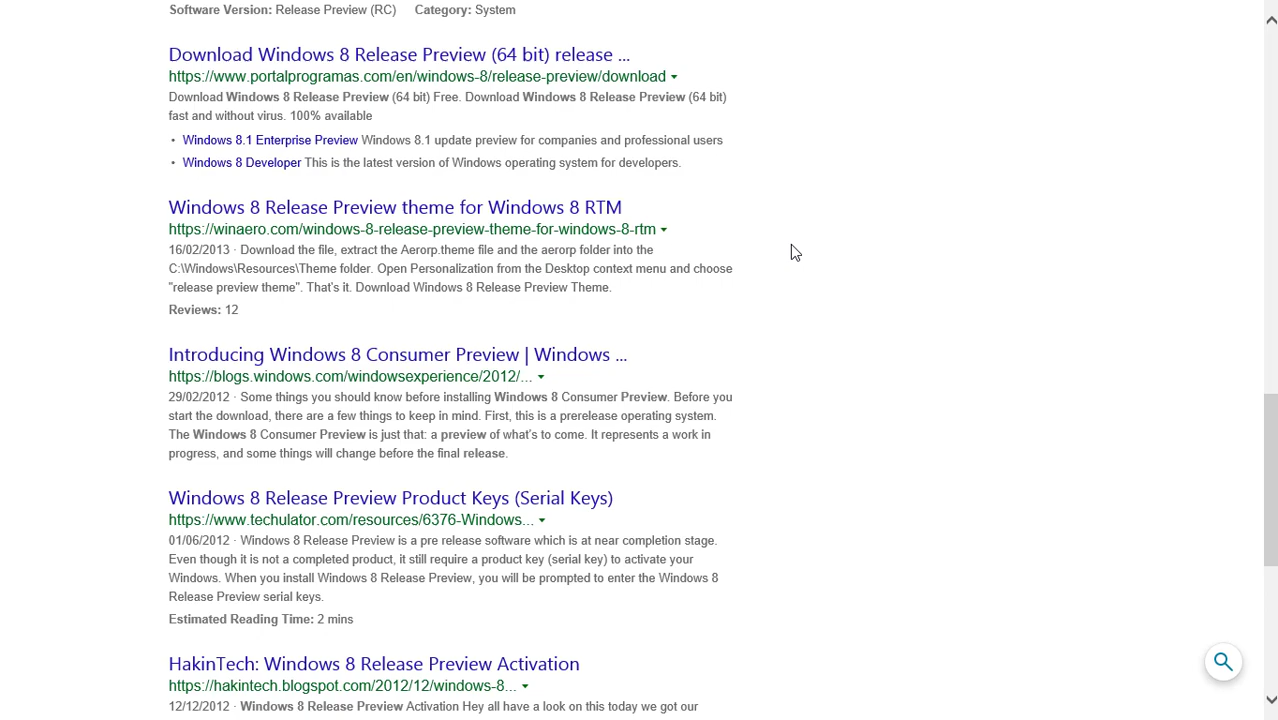 Software Version: Release Preview (RC) Category: System
Download Windows 8 Release Preview (64 bit) release ...
https://www.portalprogramas.com/en/windows-8/release-preview/download
Download Windows 8 Release Preview (64 bit) Free. Download Windows 8 Release Preview (64 bit)
fast and without virus. 100% available
• Windows 8.1 Enterprise Preview Windows 8.1 update preview for companies and professional users
• Windows 8 Developer This is the latest version of Windows operating system for developers.
Windows 8 Release Preview theme for Windows 8 RTM
https://winaero.com/windows-8-release-preview-theme-for-windows-8-rtm
16/02/2013 · Download the file, extract the Aerorp.theme file and the aerorp folder into the
C:\Windows\Resources\Theme folder. Open Personalization from the Desktop context menu and choose
"release preview theme". That's it. Download Windows 8 Release Preview Theme.
Reviews: 12
Introducing Windows 8 Consumer Preview | Windows ...
https://blogs.windows.com/windowsexperience/2012/...
29/02/2012 · Some things you should know before installing Windows 8 Consumer Preview. Before you
start the download, there are a few things to keep in mind. First, this is a prerelease operating system.
The Windows 8 Consumer Preview is just that: a preview of what's to come. It represents a work in
progress, and some things will change before the final release.
Windows 8 Release Preview Product Keys (Serial Keys)
https://www.techulator.com/resources/6376-Windows...
01/06/2012 · Windows 8 Release Preview is a pre release software which is at near completion stage.
Even though it is not a completed product, it still require a product key (serial key) to activate your
Windows. When you install Windows 8 Release Preview, you will be prompted to enter the Windows 8
Release Preview serial keys.
Estimated Reading Time: 2 mins
HakinTech: Windows 8 Release Preview Activation
https://hakintech.blogspot.com/2012/12/windows-8...
12/12/2012 · Windows 8 Release Preview Activation Hey all have a look on this today we got our